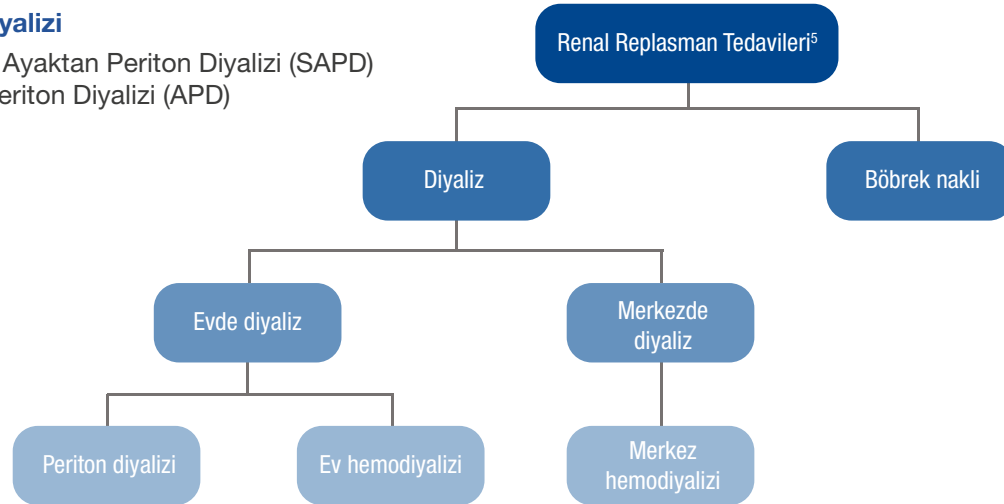 yalizi
Ayaktan Periton Diyalizi (SAPD)
eriton Diyalizi (APD)
Renal Replasman Tedavileri⁵
Diyaliz
Böbrek nakli
Evde diyaliz
Merkezde
diyaliz
Periton diyalizi
Ev hemodiyalizi
Merkez
hemodiyalizi